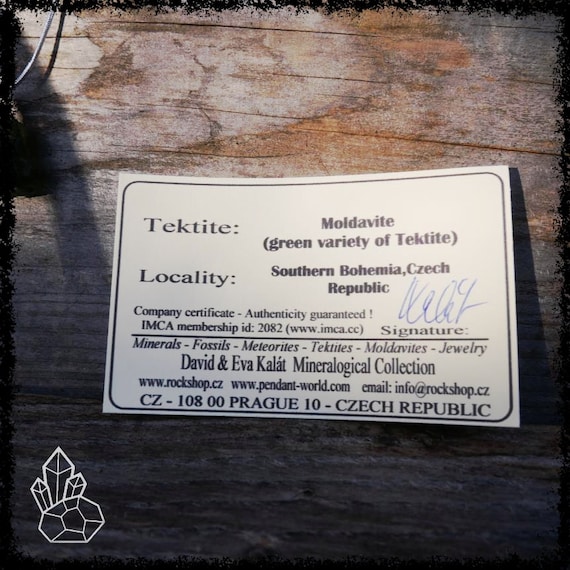 Tektite: Moldavite
(green variety of Tektite)
Locality: Southern Bohemia,Czech
Republic
Company certificate - Authenticity guaranteed !
IMCA membership id: 2082 (www.imca.cc) Signature:
Kalát
Minerals - Fossils - Meteorites - Tektites - Moldavites - Jewelry
David & Eva Kalát Mineralogical Collection
www.rockshop.cz www.pendant-world.com email: info@rockshop.cz
CZ - 108 00 PRAGUE 10 - CZECH REPUBLIC